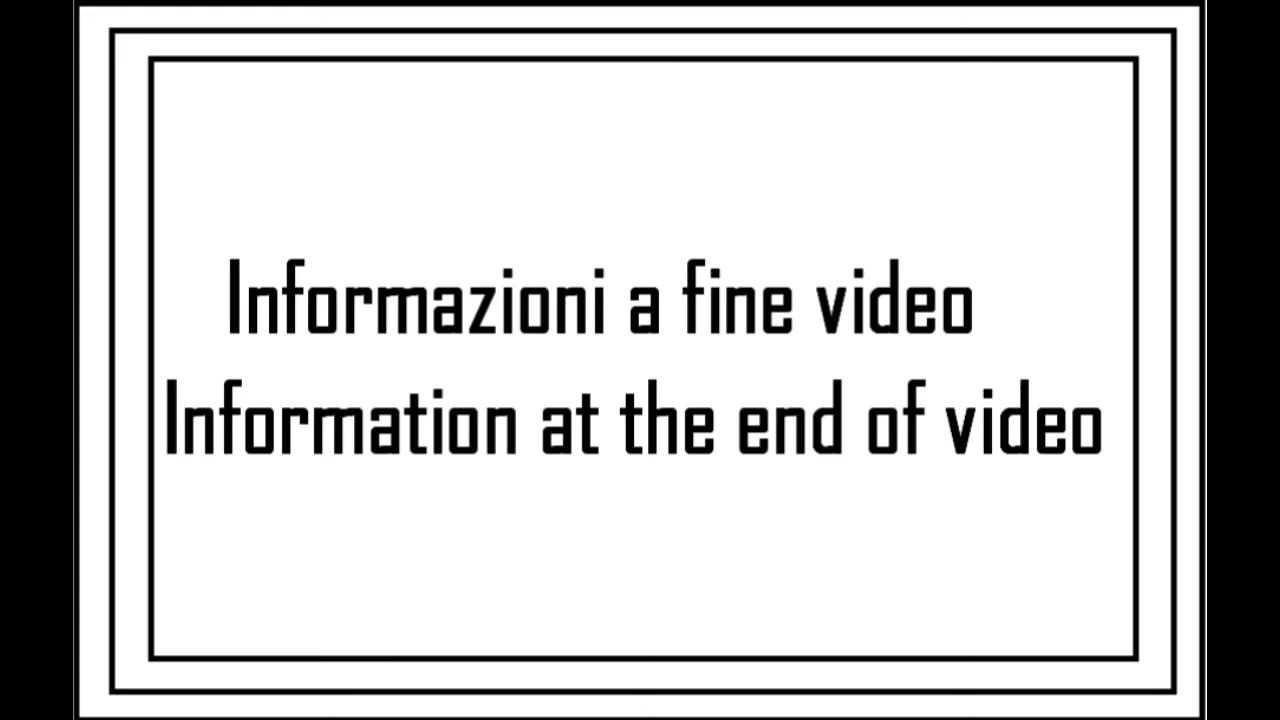 Informazioni a fine video
Information at the end of video